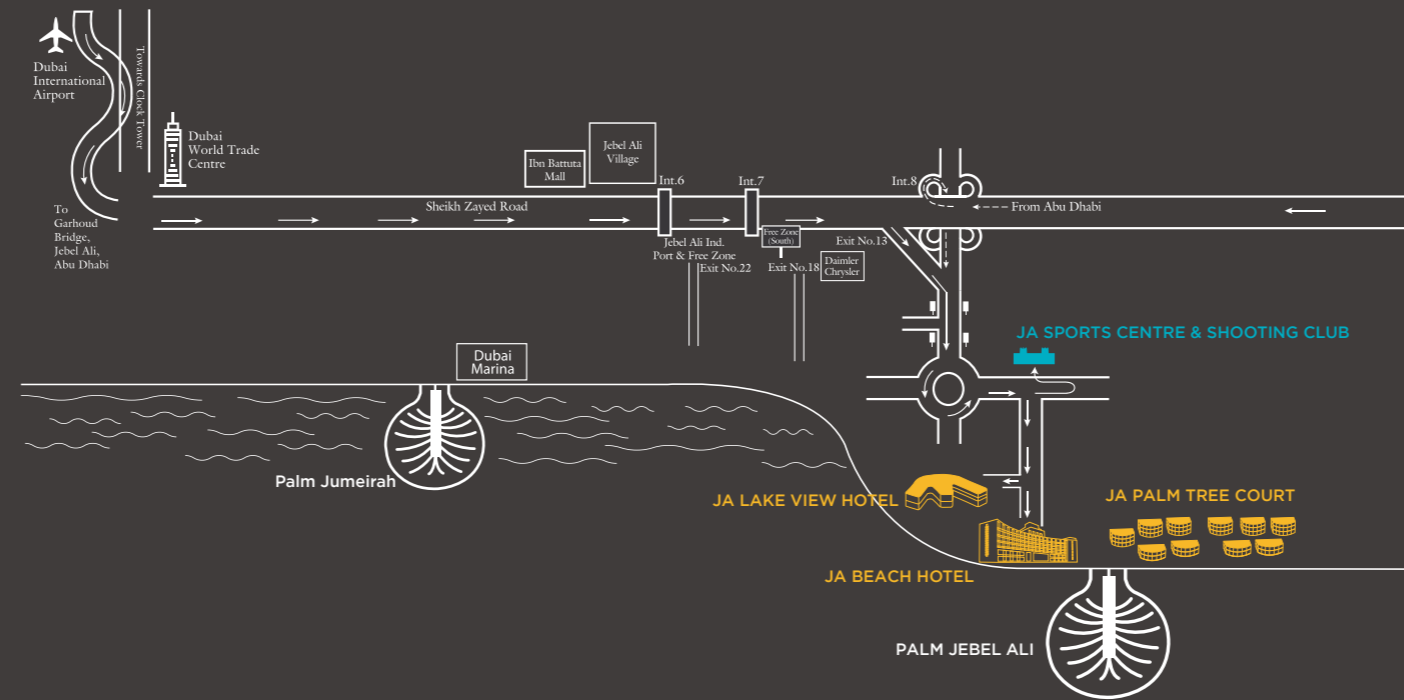 Dubai
International
Airport
Towards Clock Tower
Dubai
World Trade
Centre
To
Garhoud
Bridge,
Jebel Ali,
Abu Dhabi
Sheikh Zayed Road
Ibn Battuta
Mall
Jebel Ali
Village
Int.6
Int.7
Int.8
From Abu Dhabi
Jebel Ali Ind.
Port & Free Zone
Exit No.22
Free Zone
(South)
Exit No.18
Exit No.13
Daimler
Chrysler
JA SPORTS CENTRE & SHOOTING CLUB
Dubai
Marina
Palm Jumeirah
JA LAKE VIEW HOTEL
JA PALM TREE COURT
JA BEACH HOTEL
PALM JEBEL ALI